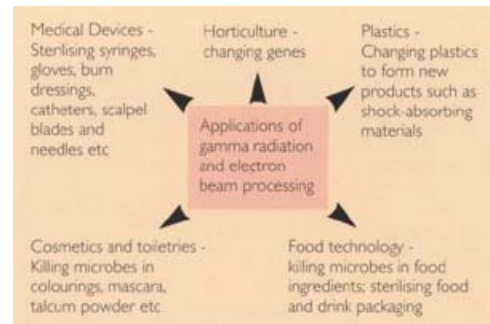 Medical Devices -
Sterilising syringes,
gloves, burn
dressings,
catheters, scalpel
blades and
needles etc
Horticulture -
changing genes
Plastics -
Changing plastics
to form new
products such as
shock-absorbing
materials
Applications of
gamma radiation
and electron
beam processing
Cosmetics and toiletries -
Killing microbes in
colourings, mascara,
talcum powder etc
Food technology -
killing microbes in food
ingredients; sterilising food
and drink packaging